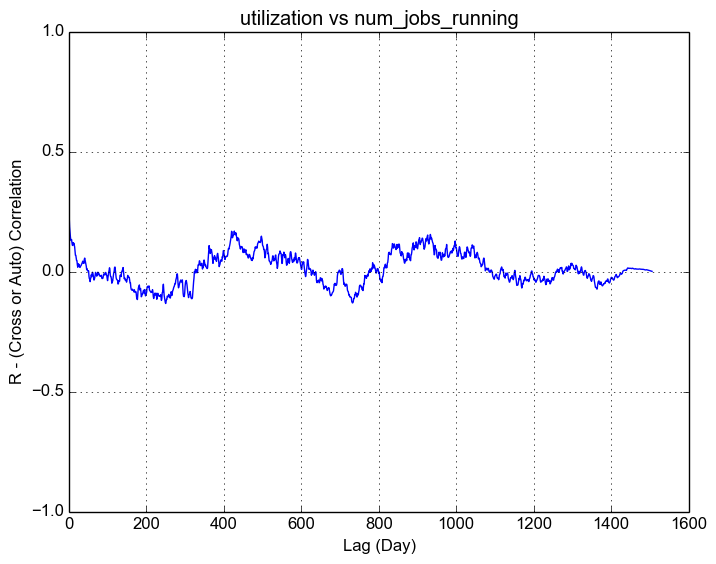 utilization vs num_jobs_running
1.0
0.5
0.0
−0.5
−1.0
R - (Cross or Auto) Correlation
0 200 400 600 800 1000 1200 1400 1600
Lag (Day)